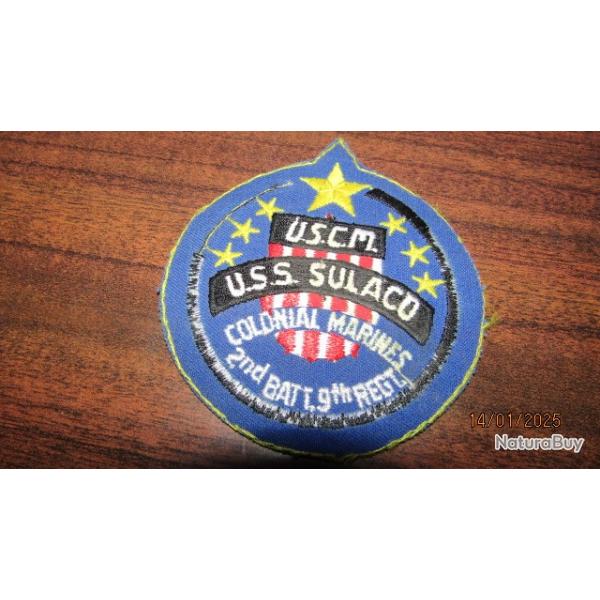 U.S.C.M.
U.S.S. SULACO
COLONIAL MARINES
2nd BATT. 9th REGT.
14/01/2025
NaturaBuy